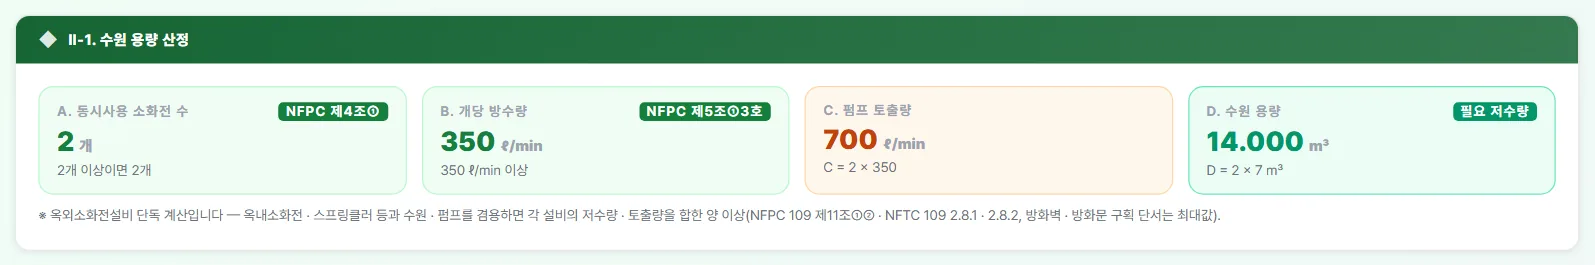 ◆ II-1. 수원 용량 산정
A. 동시사용 소화전 수
NFPC 제4조①
2 개
2개 이상이면 2개
B. 개당 방수량
NFPC 제5조①3호
350 ℓ/min
350 ℓ/min 이상
C. 펌프 토출량
700 ℓ/min
C = 2 × 350
D. 수원 용량
필요 저수량
14.000 m³
D = 2 × 7 m³
※ 옥외소화전설비 단독 계산입니다 — 옥내소화전 · 스프링클러 등과 수원 · 펌프를 겸용하면 각 설비의 저수량 · 토출량을 합한 양 이상(NFPC 109 제11조①② · NFTC 109 2.8.1 · 2.8.2, 방화벽 · 방화문 구획 단서는 최대값).